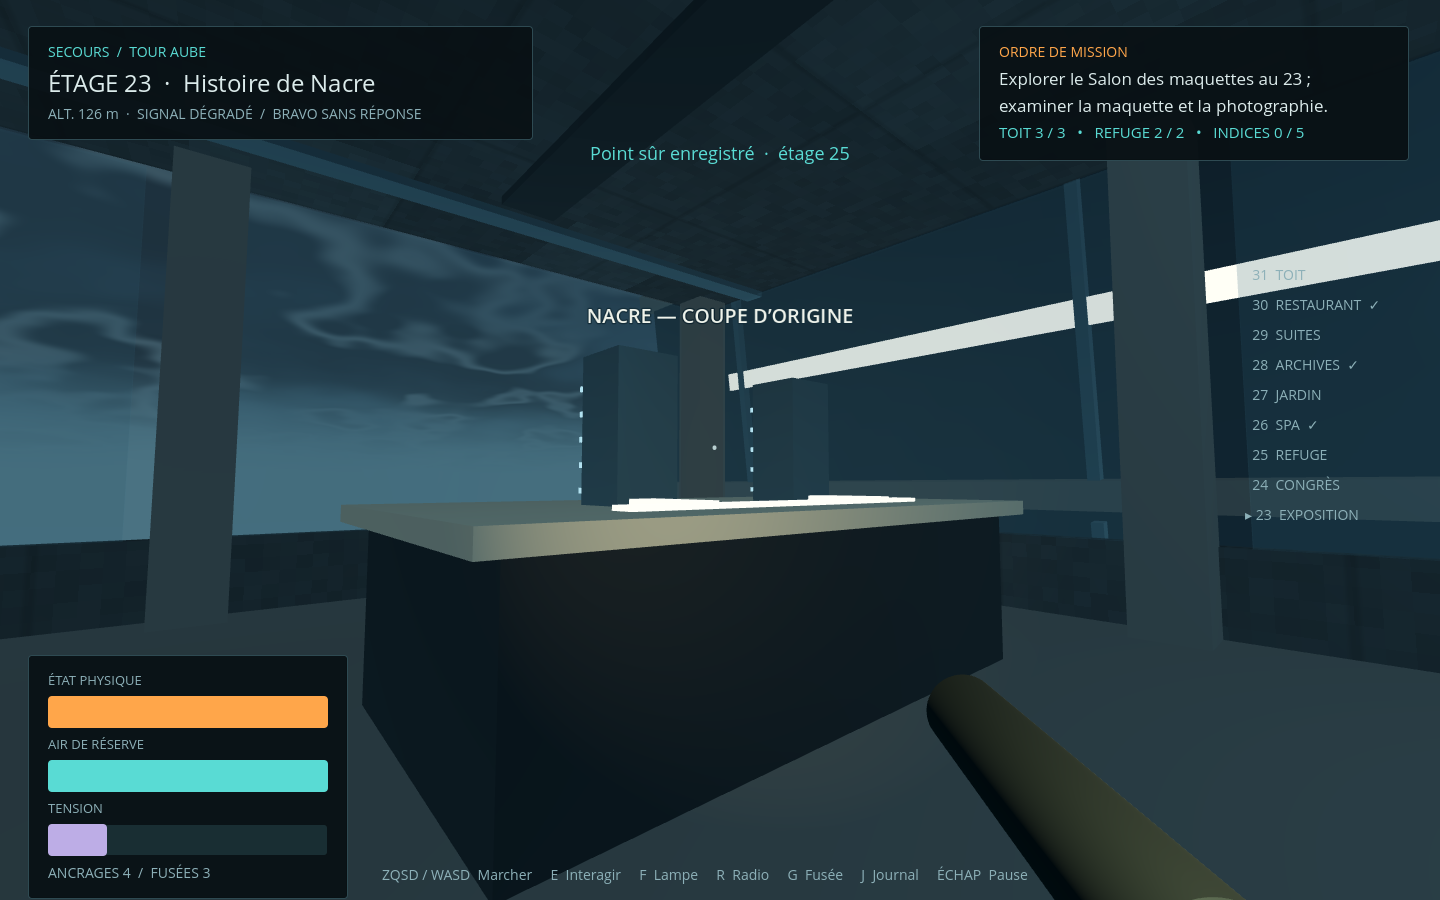 SECOURS / TOUR AUBE
ÉTAGE 23 · Histoire de Nacre
ALT. 126 m · SIGNAL DÉGRADÉ / BRAVO SANS RÉPONSE
ORDRE DE MISSION
Explorer le Salon des maquettes au 23 ;
examiner la maquette et la photographie.
TOIT 3 / 3 • REFUGE 2 / 2 • INDICES 0 / 5
Point sûr enregistré · étage 25
NACRE — COUPE D’ORIGINE
31 TOIT
30 RESTAURANT ✓
29 SUITES
28 ARCHIVES ✓
27 JARDIN
26 SPA ✓
25 REFUGE
24 CONGRÈS
▸ 23 EXPOSITION
ÉTAT PHYSIQUE
AIR DE RÉSERVE
TENSION
ANCRAGES 4 / FUSÉES 3
ZQSD / WASD Marcher E Interagir F Lampe R Radio G Fusée J Journal ÉCHAP Pause